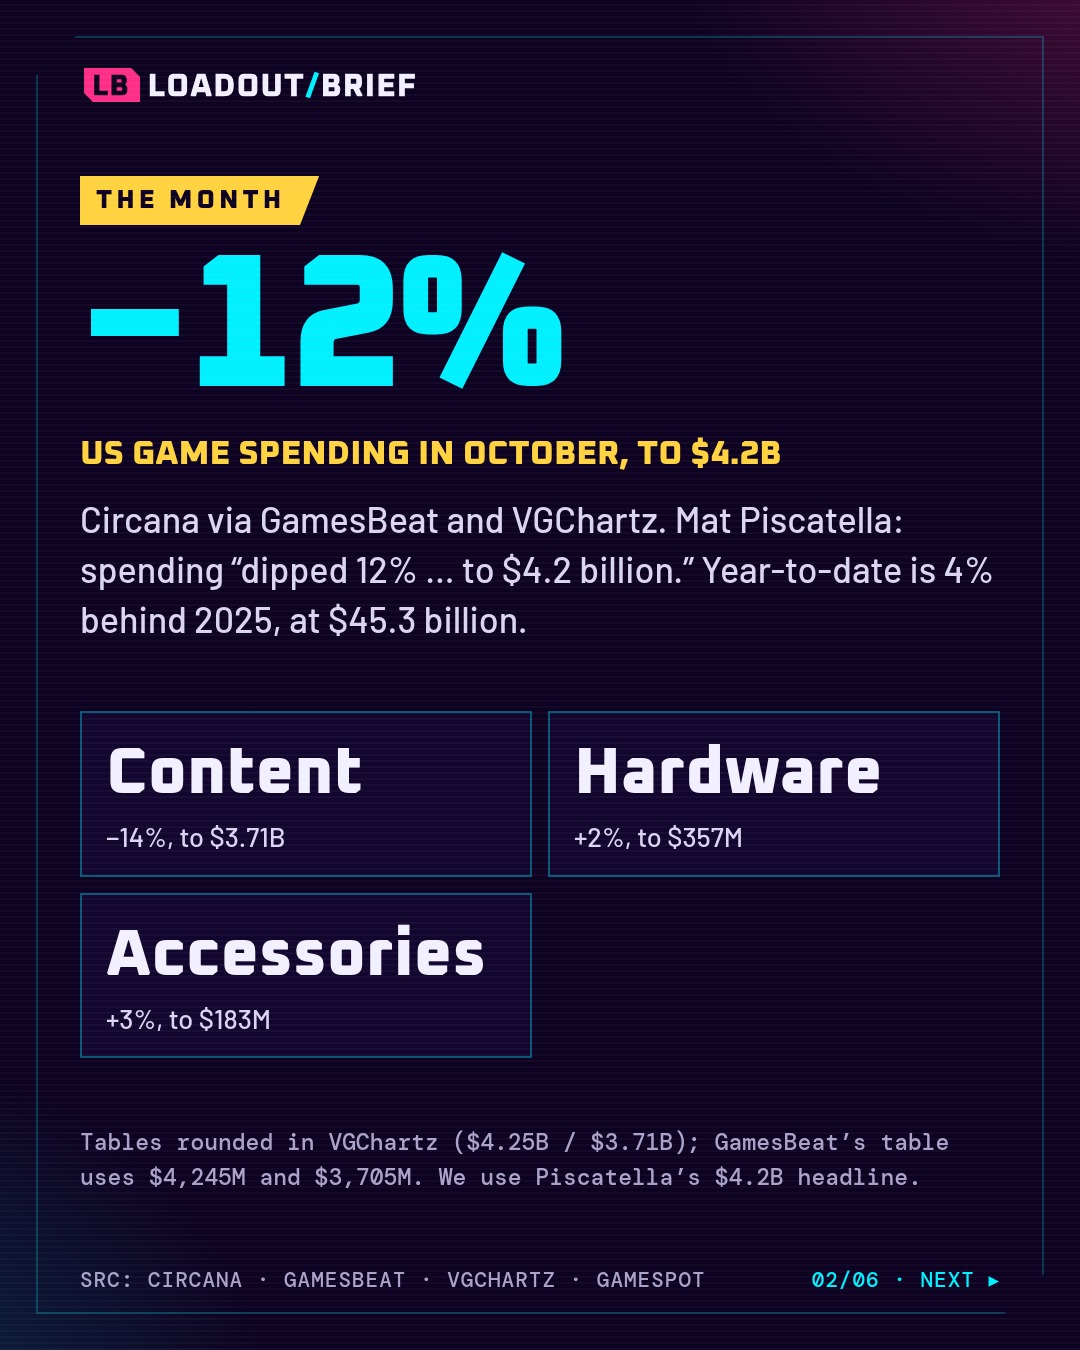 LB LOADOUT/BRIEF
THE MONTH
−12%
US GAME SPENDING IN OCTOBER, TO $4.2B
Circana via GamesBeat and VGChartz. Mat Piscatella:
spending “dipped 12% … to $4.2 billion.” Year-to-date is 4%
behind 2025, at $45.3 billion.
Content
−14%, to $3.71B
Hardware
+2%, to $357M
Accessories
+3%, to $183M
Tables rounded in VGChartz ($4.25B / $3.71B); GamesBeat’s table
uses $4,245M and $3,705M. We use Piscatella’s $4.2B headline.
SRC: CIRCANA · GAMESBEAT · VGCHARTZ · GAMESPOT
02/06 · NEXT ▸